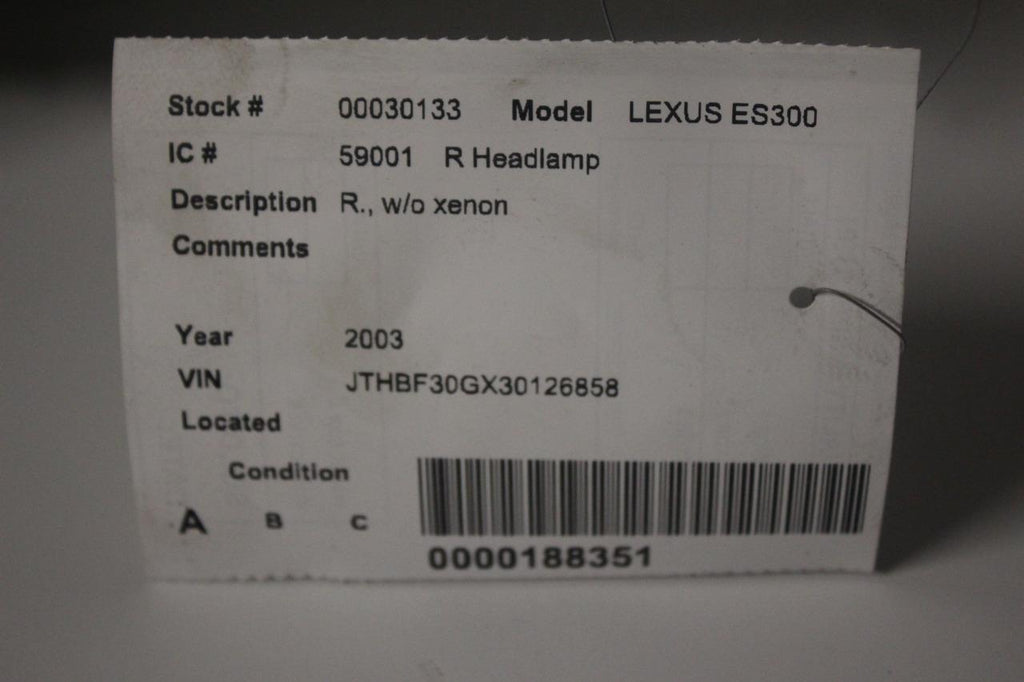 Stock # 00030133 Model LEXUS ES300
IC # 59001 R Headlamp
Description R., w/o xenon
Comments
Year 2003
VIN JTHBF30GX30126858
Located
Condition
A B C
0000188351